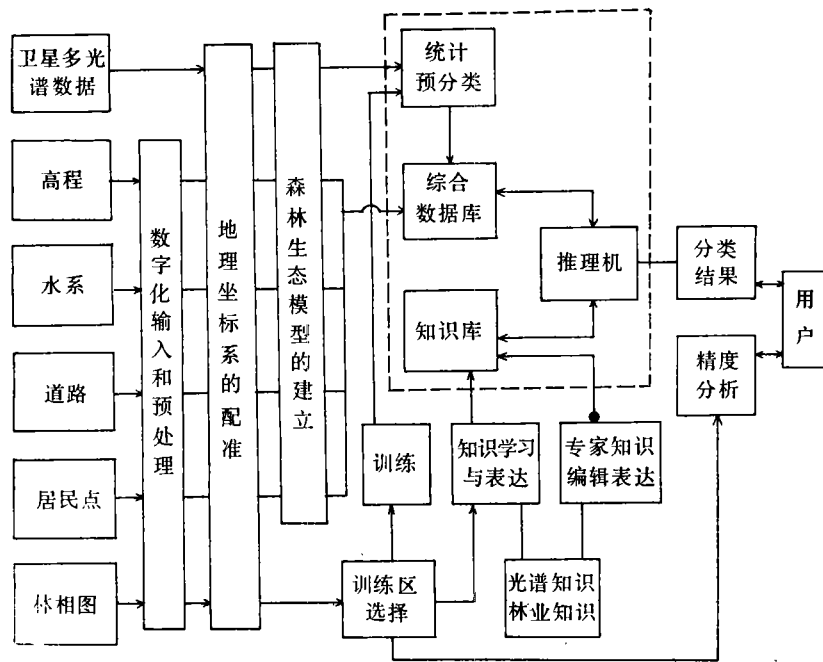 卫星多光
谱数据
高程
水系
道路
居民点
林相图
数字化输入和预处理
地理坐标系的配准
森林生态模型的建立
统计
预分类
综合
数据库
推理机
知识库
训练
知识学习
与表达
专家知识
编辑表达
训练区
选择
光谱知识
林业知识
分类
结果
精度
分析
用户